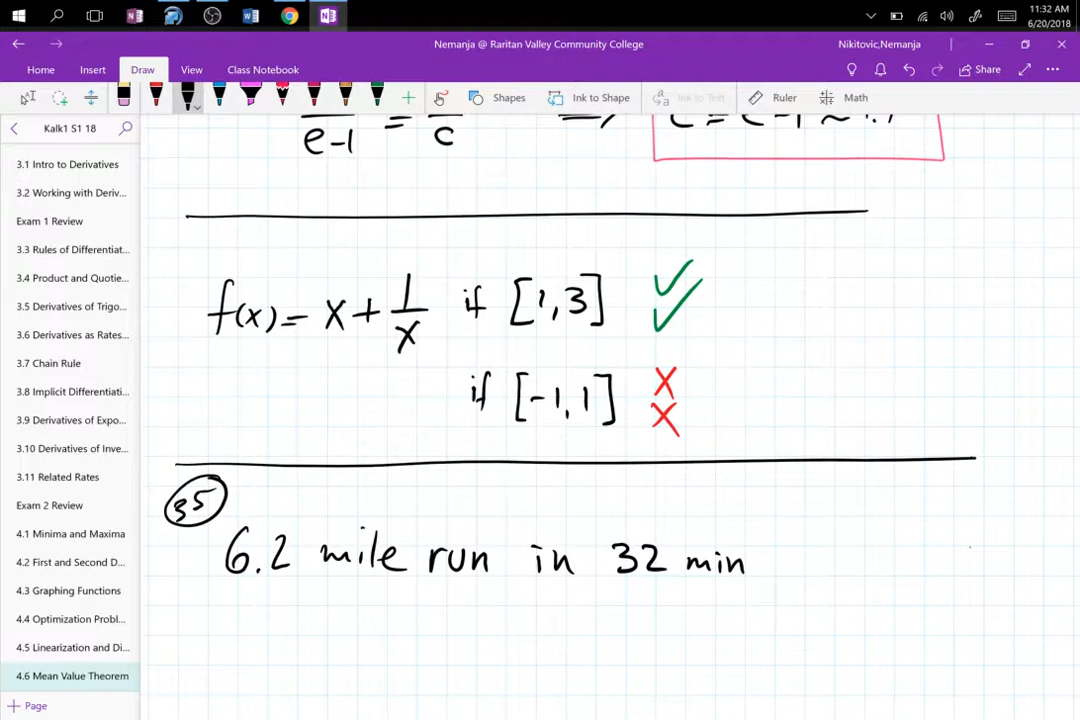 11:32 AM
6/20/2018
Nemanja @ Raritan Valley Community College
Nikitovic,Nemanja
Home Insert Draw View Class Notebook
Share
Shapes Ink to Shape Ink to Text Ruler Math
Kalk1 S1 18
3.1 Intro to Derivatives
3.2 Working with Deriv...
Exam 1 Review
3.3 Rules of Differentiat...
3.4 Product and Quotie...
3.5 Derivatives of Trigo...
3.6 Derivatives as Rates...
3.7 Chain Rule
3.8 Implicit Differentiati...
3.9 Derivatives of Expo...
3.10 Derivatives of Inve...
3.11 Related Rates
Exam 2 Review
4.1 Minima and Maxima
4.2 First and Second D...
4.3 Graphing Functions
4.4 Optimization Probl...
4.5 Linearization and Di...
4.6 Mean Value Theorem
+ Page
e-1 = c
f(x) = x + 1/x if [1,3] ✓✓
if [-1,1] X X
35
6.2 mile run in 32 min